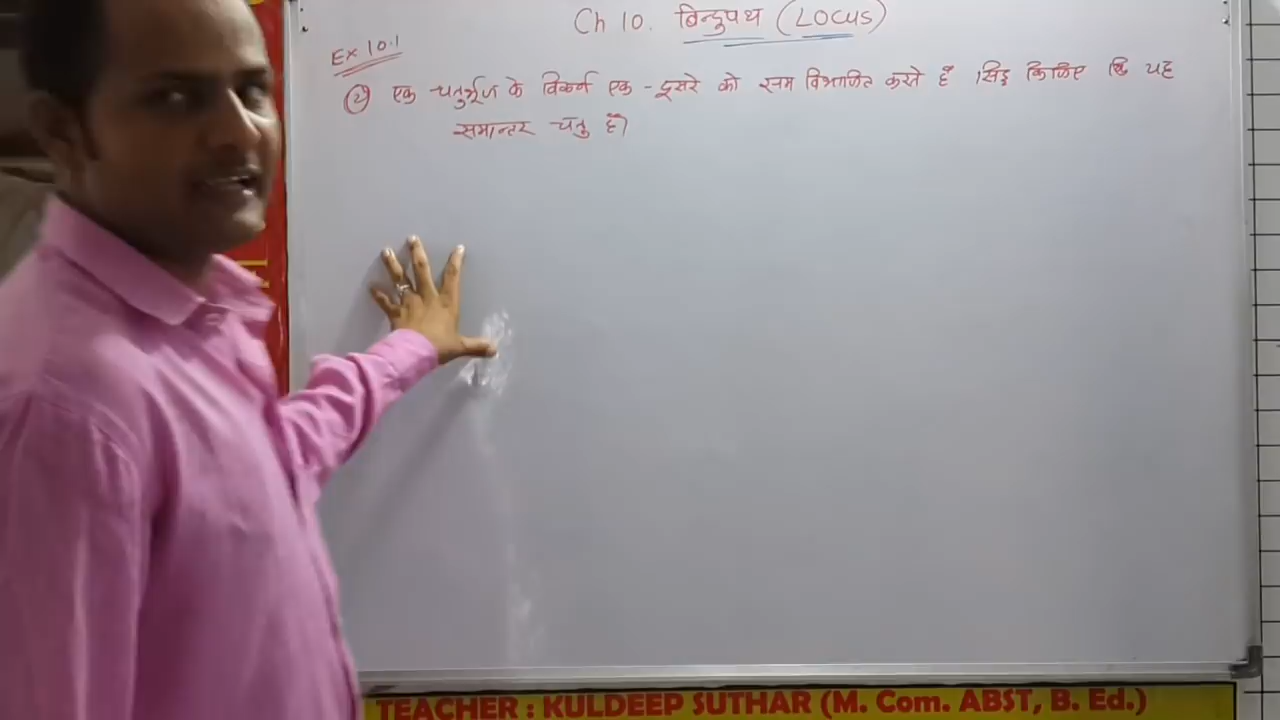 Ch 10. बिन्दुपथ (LOCUS)
Ex 10.1
② एक चतुर्भुज के विकर्ण एक-दूसरे को सम विभाजित करते हैं सिद्ध किजिए कि यह
समान्तर चतु है।
TEACHER : KULDEEP SUTHAR (M. Com. ABST, B. Ed.)